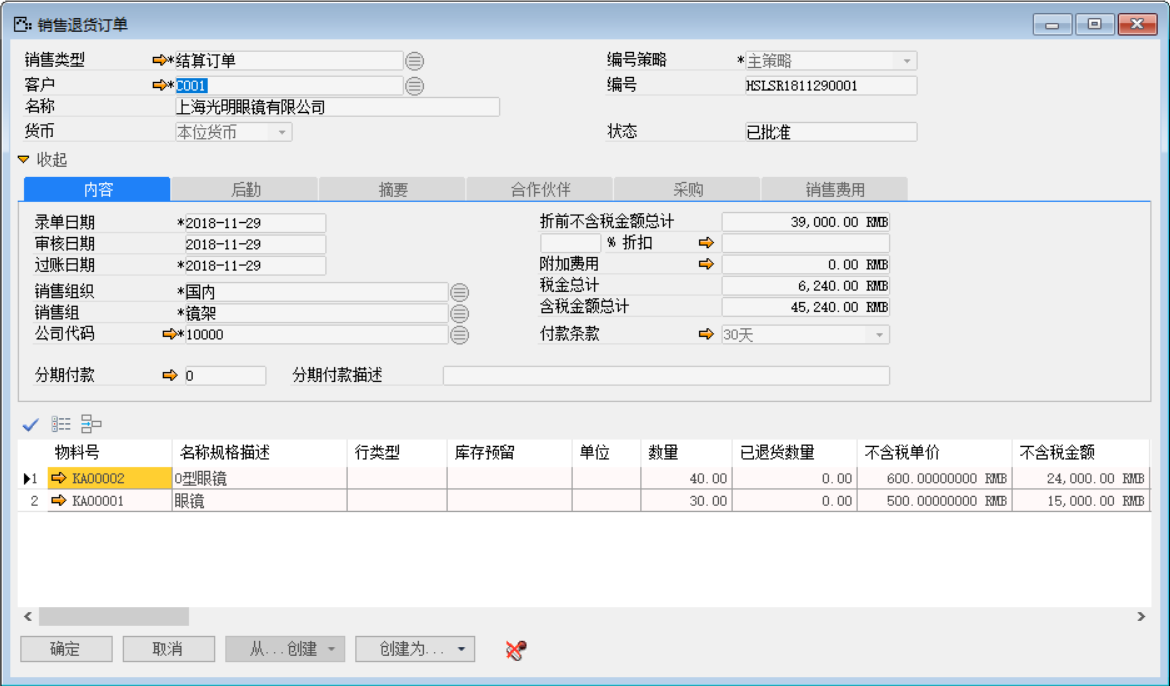 销售退货订单
销售类型 *结算订单 编号策略 *主策略
客户 *C001 编号 HSLSR1811290001
名称 上海光明眼镜有限公司
货币 本位货币 状态 已批准
收起
内容 后勤 摘要 合作伙伴 采购 销售费用
录单日期 *2018-11-29 折前不含税金额总计 39,000.00 RMB
审核日期 2018-11-29 % 折扣
过账日期 *2018-11-29 附加费用 0.00 RMB
销售组织 *国内 税金总计 6,240.00 RMB
销售组 *镜架 含税金额总计 45,240.00 RMB
公司代码 *10000 付款条款 30天
分期付款 0 分期付款描述
物料号 名称规格描述 行类型 库存预留 单位 数量 已退货数量 不含税单价 不含税金额
1 KA00002 O型眼镜 40.00 0.00 600.00000000 RMB 24,000.00 RMB
2 KA00001 眼镜 30.00 0.00 500.00000000 RMB 15,000.00 RMB
确定 取消 从...创建 创建为...